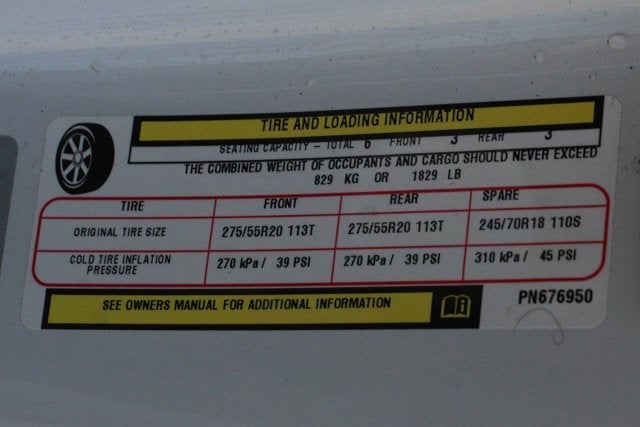 TIRE AND LOADING INFORMATION
SEATING CAPACITY – TOTAL 6 FRONT 3 REAR 3
THE COMBINED WEIGHT OF OCCUPANTS AND CARGO SHOULD NEVER EXCEED
829 KG OR 1829 LB
TIRE FRONT REAR SPARE
ORIGINAL TIRE SIZE 275/55R20 113T 275/55R20 113T 245/70R18 110S
COLD TIRE INFLATION PRESSURE 270 kPa / 39 PSI 270 kPa / 39 PSI 310 kPa / 45 PSI
SEE OWNERS MANUAL FOR ADDITIONAL INFORMATION
PN676950